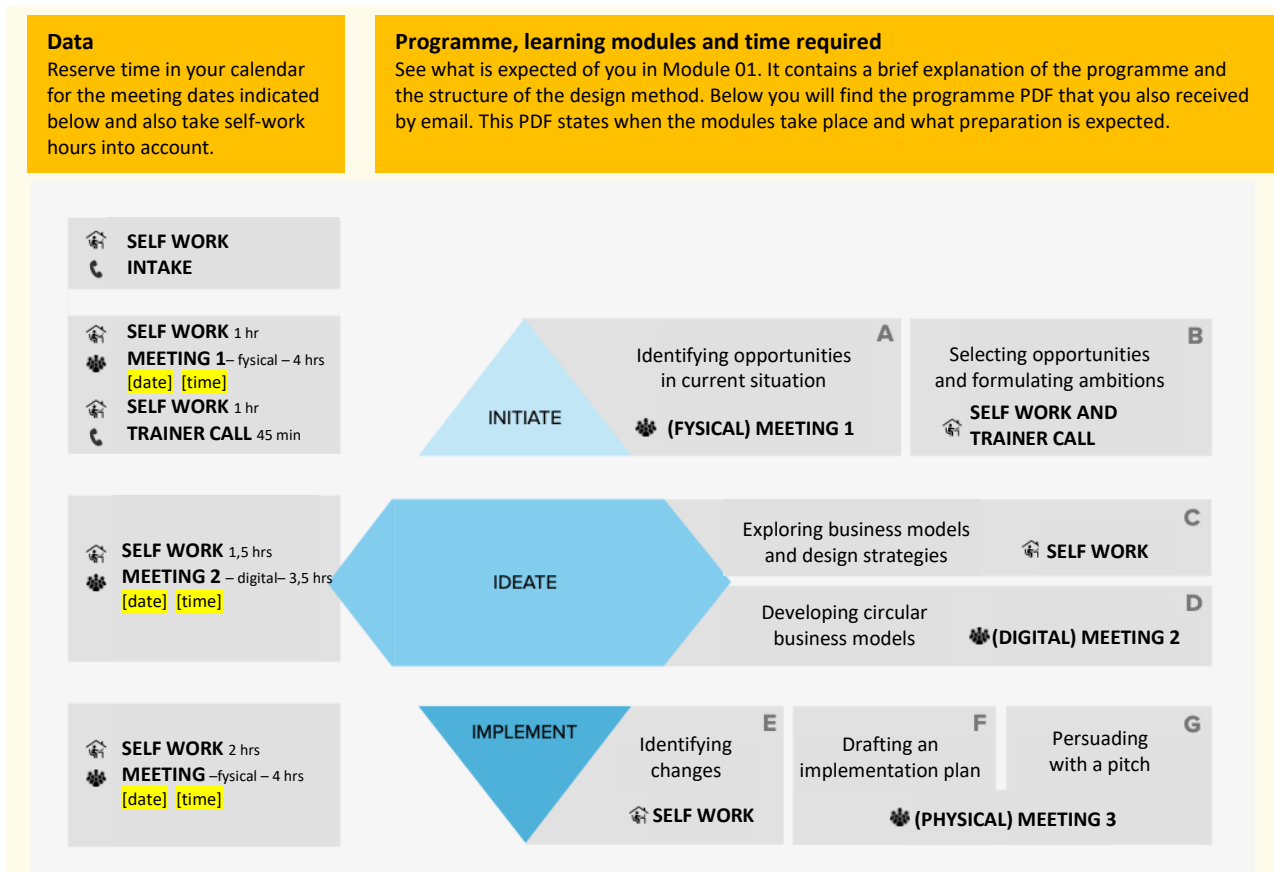 Data
Reserve time in your calendar
for the meeting dates indicated
below and also take self-work
hours into account.
Programme, learning modules and time required
See what is expected of you in Module 01. It contains a brief explanation of the programme and
the structure of the design method. Below you will find the programme PDF that you also received
by email. This PDF states when the modules take place and what preparation is expected.
SELF WORK
INTAKE
SELF WORK 1 hr
MEETING 1– fysical – 4 hrs
[date] [time]
SELF WORK 1 hr
TRAINER CALL 45 min
INITIATE
A
Identifying opportunities
in current situation
(FYSICAL) MEETING 1
B
Selecting opportunities
and formulating ambitions
SELF WORK AND
TRAINER CALL
SELF WORK 1,5 hrs
MEETING 2 – digital– 3,5 hrs
[date] [time]
IDEATE
C
Exploring business models
and design strategies
SELF WORK
D
Developing circular
business models
(DIGITAL) MEETING 2
SELF WORK 2 hrs
MEETING –fysical – 4 hrs
[date] [time]
IMPLEMENT
E
Identifying
changes
SELF WORK
F
Drafting an
implementation plan
G
Persuading
with a pitch
(PHYSICAL) MEETING 3